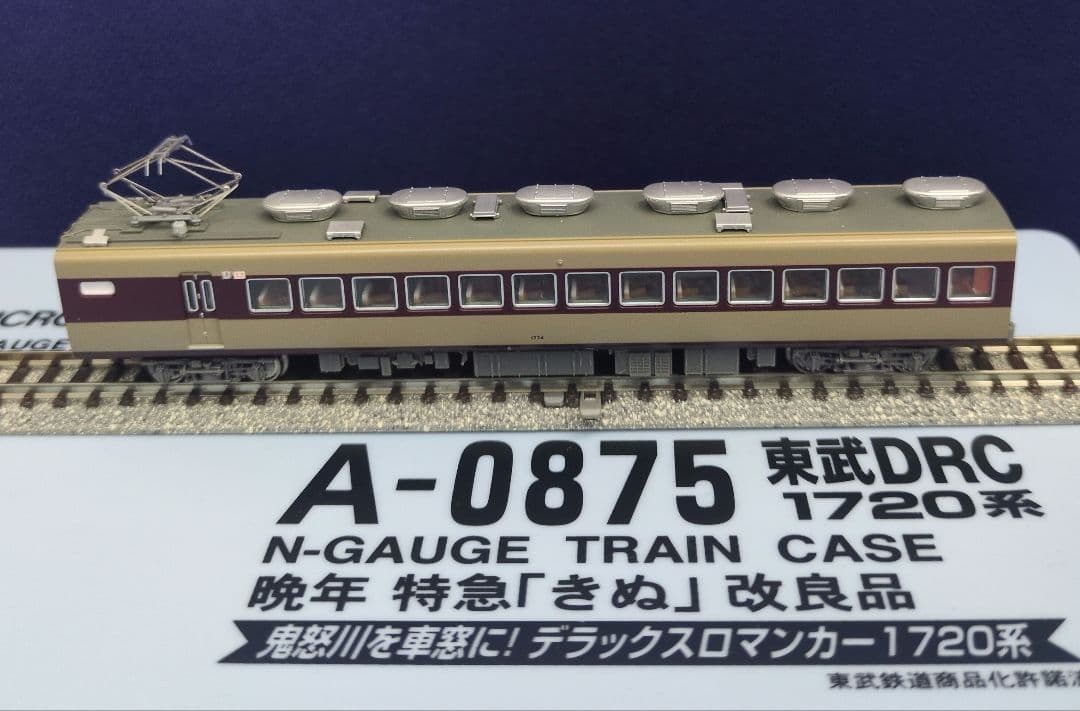 ICRO
AUGE
A-0875 東武DRC
1720系
N-GAUGE TRAIN CASE
晩年 特急「きぬ」改良品
鬼怒川を車窓に! デラックスロマンカー1720系
東武鉄道商品化許諾済